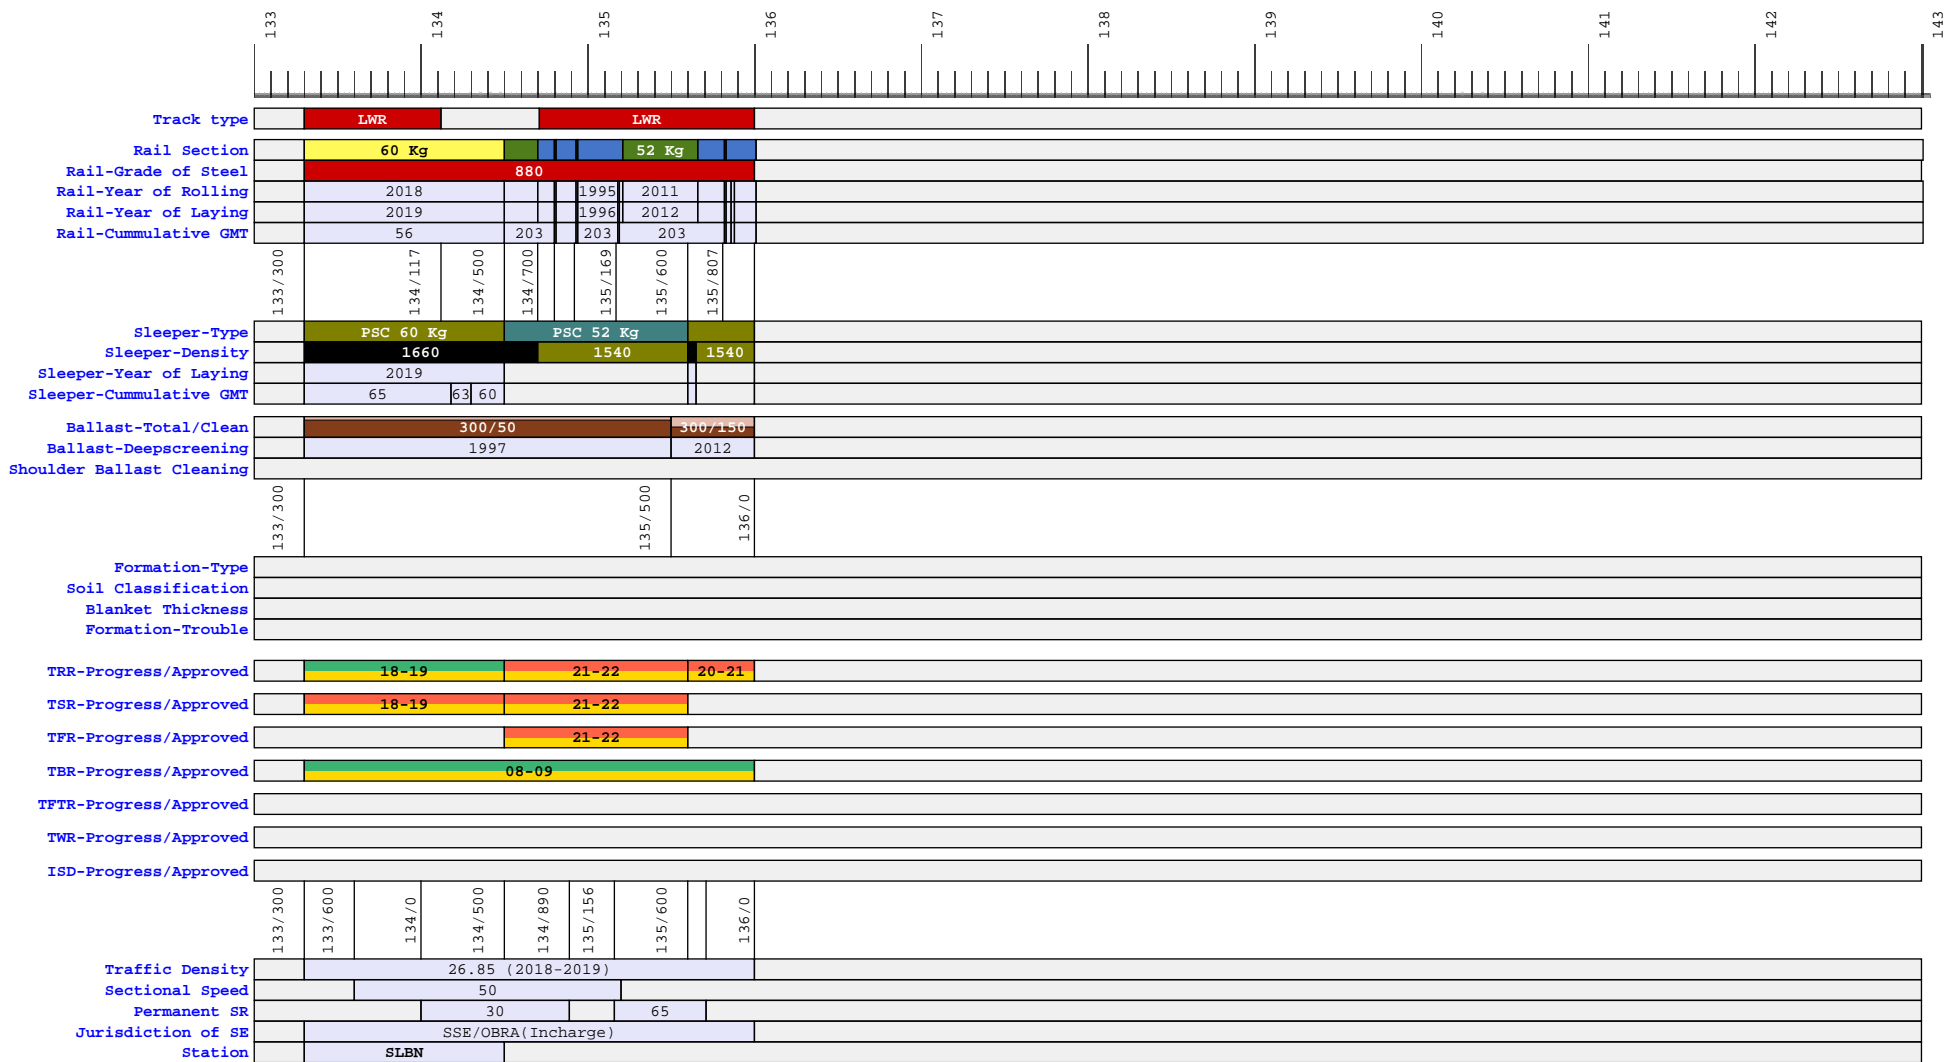 133 134 135 136 137 138 139 140 141 142 143
Track type LWR LWR
Rail Section 60 Kg 52 Kg
Rail-Grade of Steel 880
Rail-Year of Rolling 2018 1995 2011
Rail-Year of Laying 2019 1996 2012
Rail-Cummulative GMT 56 203 203 203
133/300 134/117 134/500 134/700 135/169 135/600 135/807
Sleeper-Type PSC 60 Kg PSC 52 Kg
Sleeper-Density 1660 1540 1540
Sleeper-Year of Laying 2019
Sleeper-Cummulative GMT 65 63 60
Ballast-Total/Clean 300/50 300/150
Ballast-Deepscreening 1997 2012
Shoulder Ballast Cleaning
133/300 135/500 136/0
Formation-Type
Soil Classification
Blanket Thickness
Formation-Trouble
TRR-Progress/Approved 18-19 21-22 20-21
TSR-Progress/Approved 18-19 21-22
TFR-Progress/Approved 21-22
TBR-Progress/Approved 08-09
TFTR-Progress/Approved
TWR-Progress/Approved
ISD-Progress/Approved
133/300 133/600 134/0 134/500 134/890 135/156 135/600 136/0
Traffic Density 26.85 (2018-2019)
Sectional Speed 50
Permanent SR 30 65
Jurisdiction of SE SSE/OBRA(Incharge)
Station SLBN